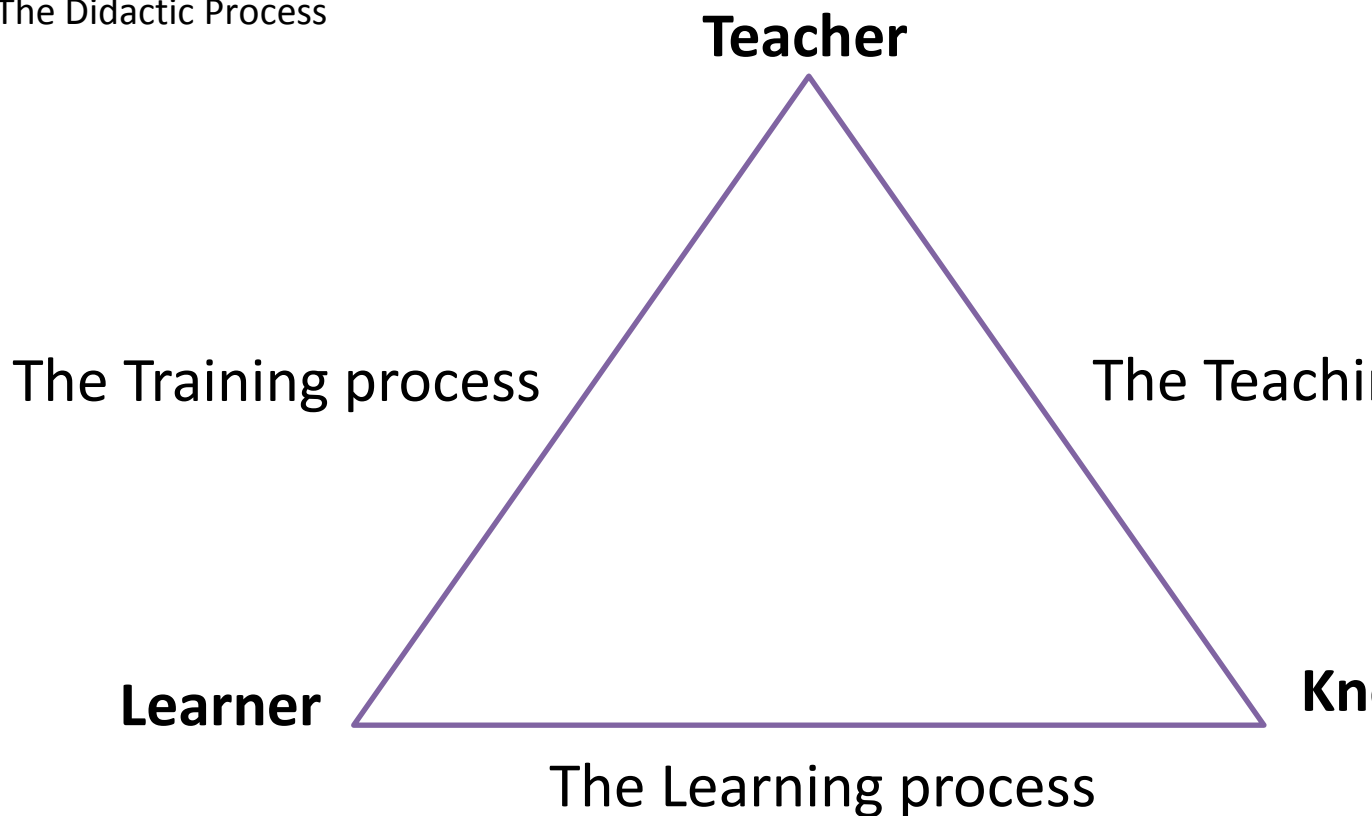 The Didactic Process
Teacher
The Training process
The
Learner
The Learning process